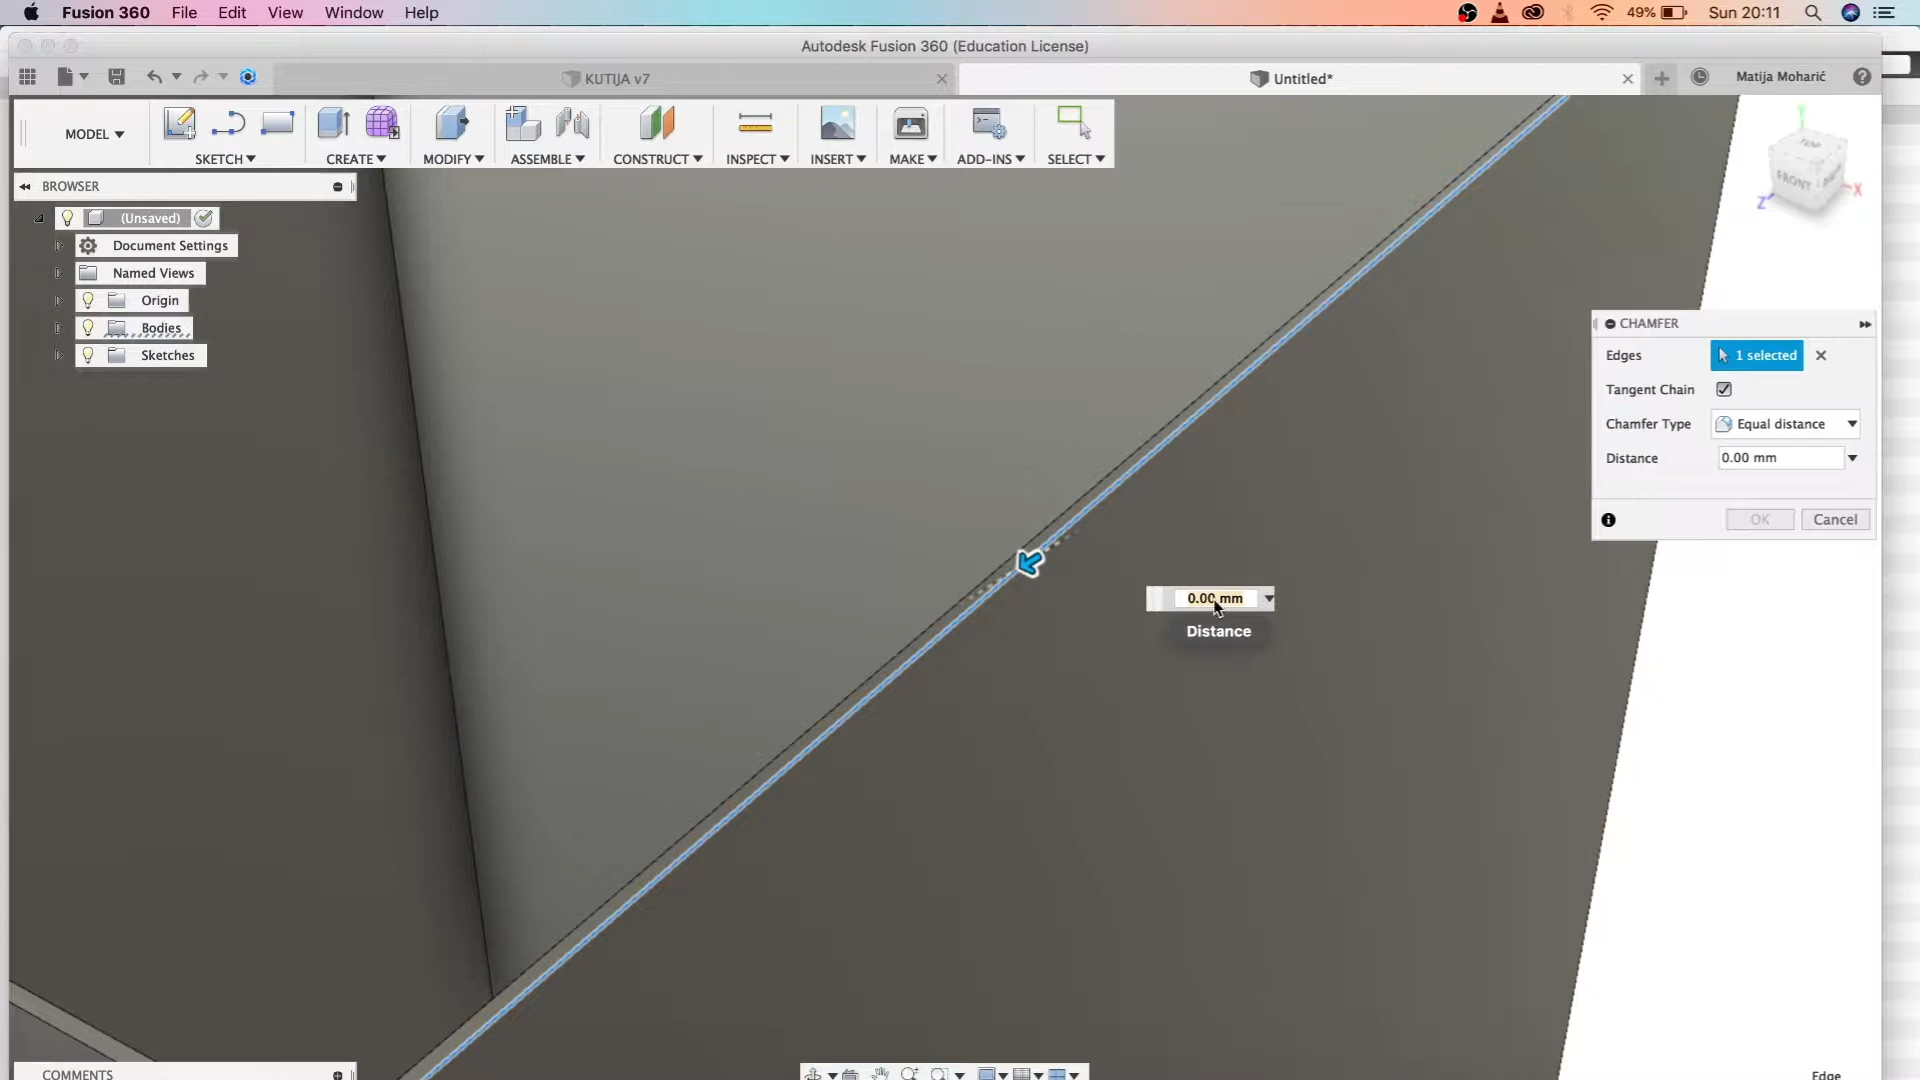 Fusion 360 File Edit View Window Help 49% Sun 20:11
Autodesk Fusion 360 (Education License)
KUTIJA v7 Untitled* Matija Moharić
MODEL SKETCH CREATE MODIFY ASSEMBLE CONSTRUCT INSPECT INSERT MAKE ADD-INS SELECT
BROWSER
(Unsaved)
Document Settings
Named Views
Origin
Bodies
Sketches
TOP
FRONT
Y
X
Z
CHAMFER
Edges 1 selected
Tangent Chain
Chamfer Type Equal distance
Distance 0.00 mm
OK Cancel
0.00 mm
Distance
COMMENTS
Edge